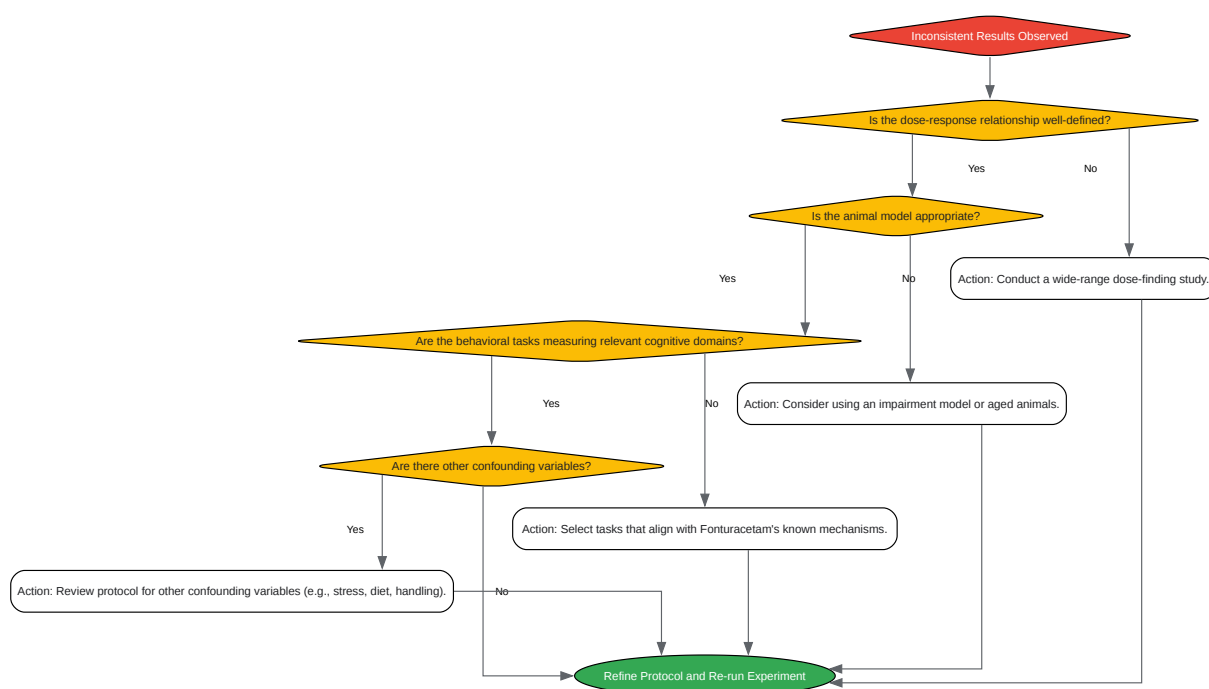 Inconsistent Results Observed
Is the dose-response relationship well-defined?
Yes
No
Is the animal model appropriate?
Yes
No
Action: Conduct a wide-range dose-finding study.
Are the behavioral tasks measuring relevant cognitive domains?
Yes
No
Action: Consider using an impairment model or aged animals.
Are there other confounding variables?
Yes
Action: Select tasks that align with Fonturacetam's known mechanisms.
Action: Review protocol for other confounding variables (e.g., stress, diet, handling).
No
Refine Protocol and Re-run Experiment